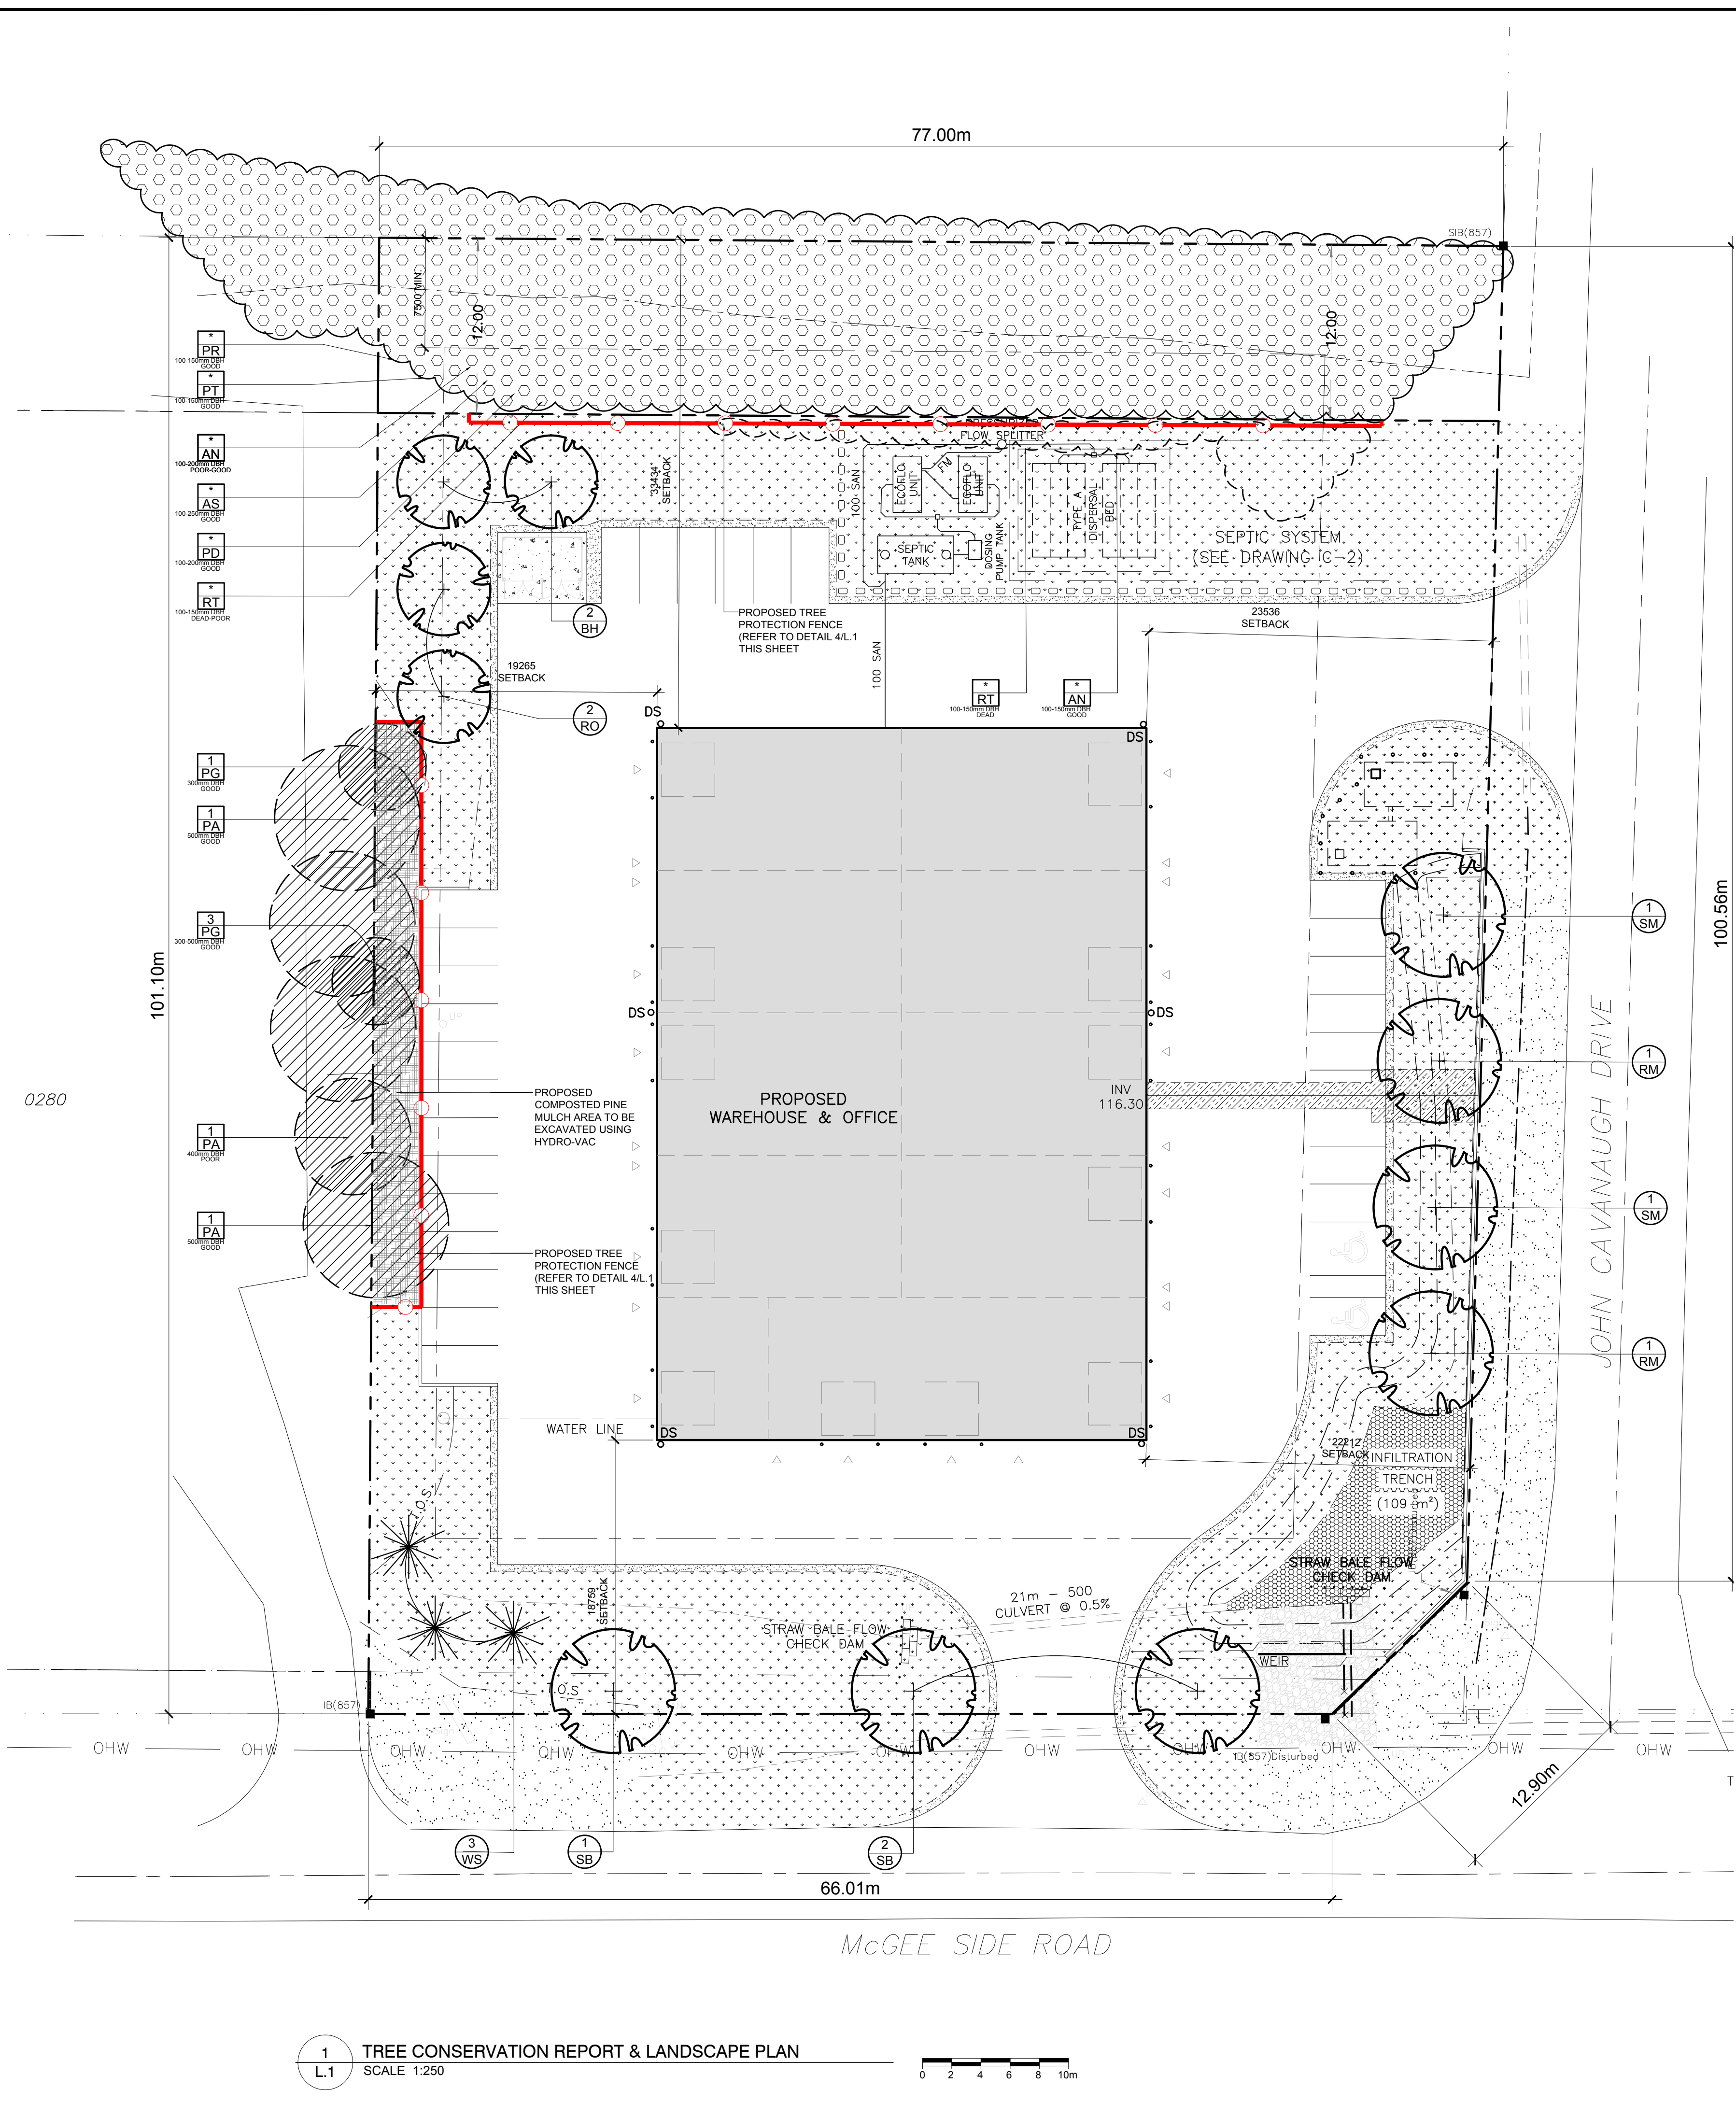 77.00m
SIB(857)
7500 MIN.
12.00
12.00
*
PR
100-150mm DBH
GOOD
*
PT
100-150mm DBH
GOOD
*
AN
100-200mm DBH
POOR-GOOD
*
AS
100-250mm DBH
GOOD
*
PD
100-200mm DBH
GOOD
*
RT
100-150mm DBH
DEAD-POOR
FLOW SPLITTER
33434
SETBACK
100 SAN
ECOFLO
UNIT
FM
ECOFLO
UNIT
TYPE A
DISPERSAL
BED
SEPTIC
TANK
DOSING
PUMP TANK
SEPTIC SYSTEM
(SEE DRAWING C-2)
2
BH
PROPOSED TREE
PROTECTION FENCE
(REFER TO DETAIL 4/L.1
THIS SHEET
23536
SETBACK
100 SAN
19265
SETBACK
2
RO
*
RT
100-150mm DBH
DEAD
*
AN
100-150mm DBH
GOOD
DS
DS
1
PG
300mm DBH
GOOD
1
PA
500mm DBH
GOOD
3
PG
300-500mm DBH
GOOD
1
SM
101.10m
100.56m
UP
DS
DS
1
RM
0280
PROPOSED
COMPOSTED PINE
MULCH AREA TO BE
EXCAVATED USING
HYDRO-VAC
PROPOSED
WAREHOUSE & OFFICE
INV
116.30
JOHN CAVANAUGH DRIVE
1
PA
400mm DBH
POOR
1
PA
500mm DBH
GOOD
1
SM
PROPOSED TREE
PROTECTION FENCE
(REFER TO DETAIL 4/L.1
THIS SHEET
1
RM
WATER LINE
DS
DS
22212
SETBACK
INFILTRATION
TRENCH
(109 m²)
T.O.S
STRAW BALE FLOW
CHECK DAM
18759
SETBACK
21m - 500
CULVERT @ 0.5%
STRAW BALE FLOW
CHECK DAM
WEIR
T.O.S
IB(857)
OHW OHW OHW OHW OHW OHW OHW OHW OHW OHW OHW
IB(857)Disturbed
12.90m
3
WS
1
SB
2
SB
66.01m
McGEE SIDE ROAD
1
L.1
TREE CONSERVATION REPORT & LANDSCAPE PLAN
SCALE 1:250
0 2 4 6 8 10m